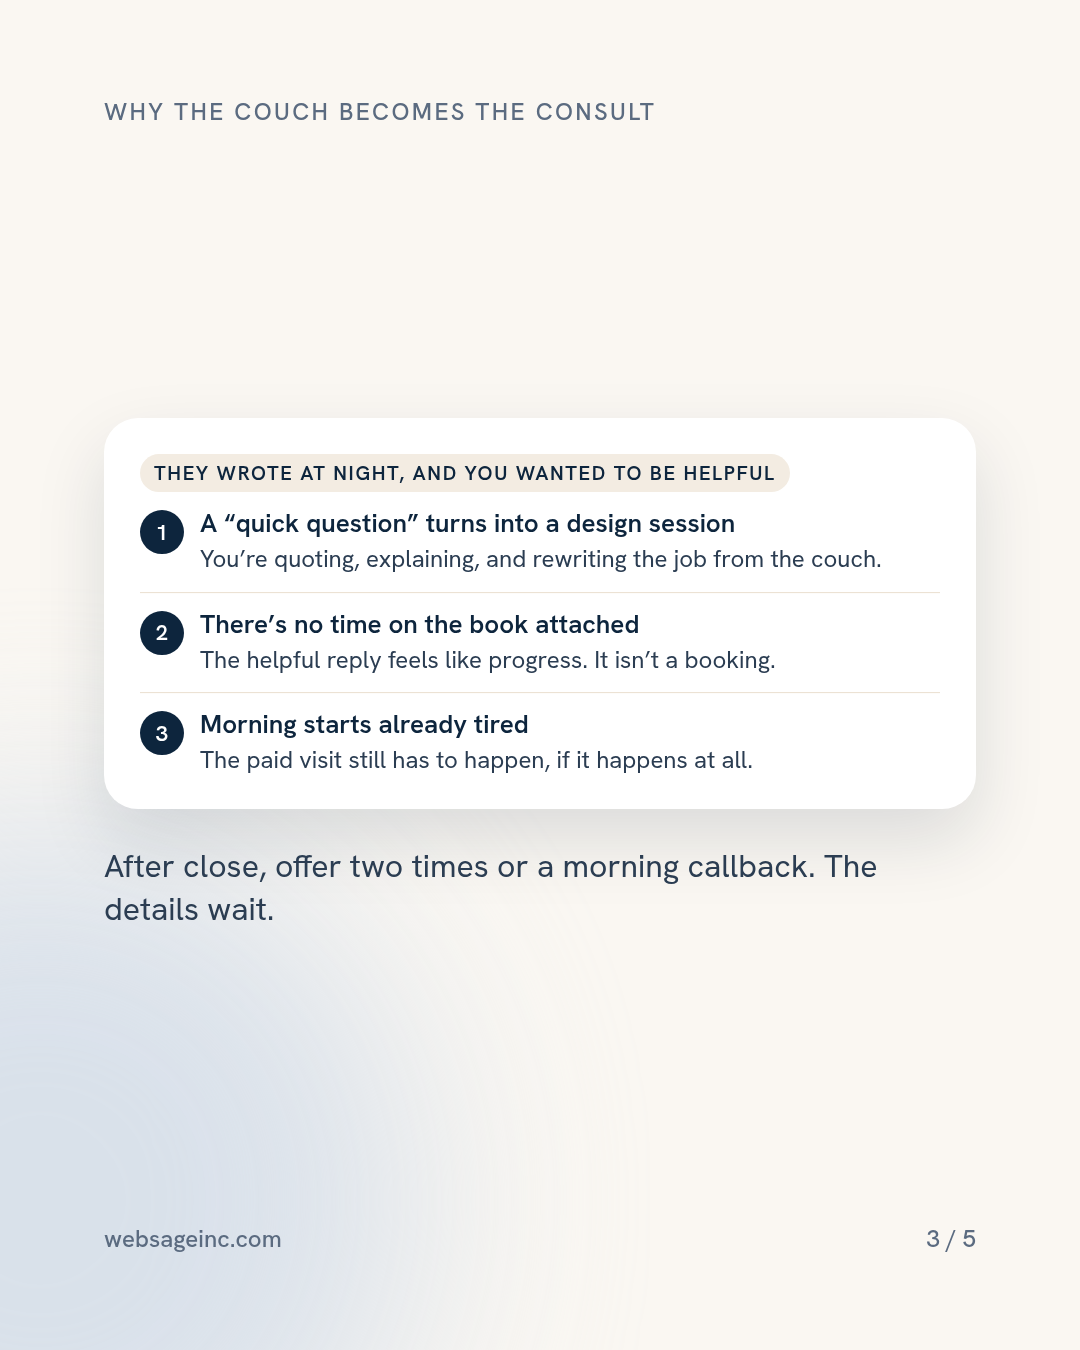 WHY THE COUCH BECOMES THE CONSULT
THEY WROTE AT NIGHT, AND YOU WANTED TO BE HELPFUL
1
A “quick question” turns into a design session
You’re quoting, explaining, and rewriting the job from the couch.
2
There’s no time on the book attached
The helpful reply feels like progress. It isn’t a booking.
3
Morning starts already tired
The paid visit still has to happen, if it happens at all.
After close, offer two times or a morning callback. The
details wait.
websageinc.com
3 / 5